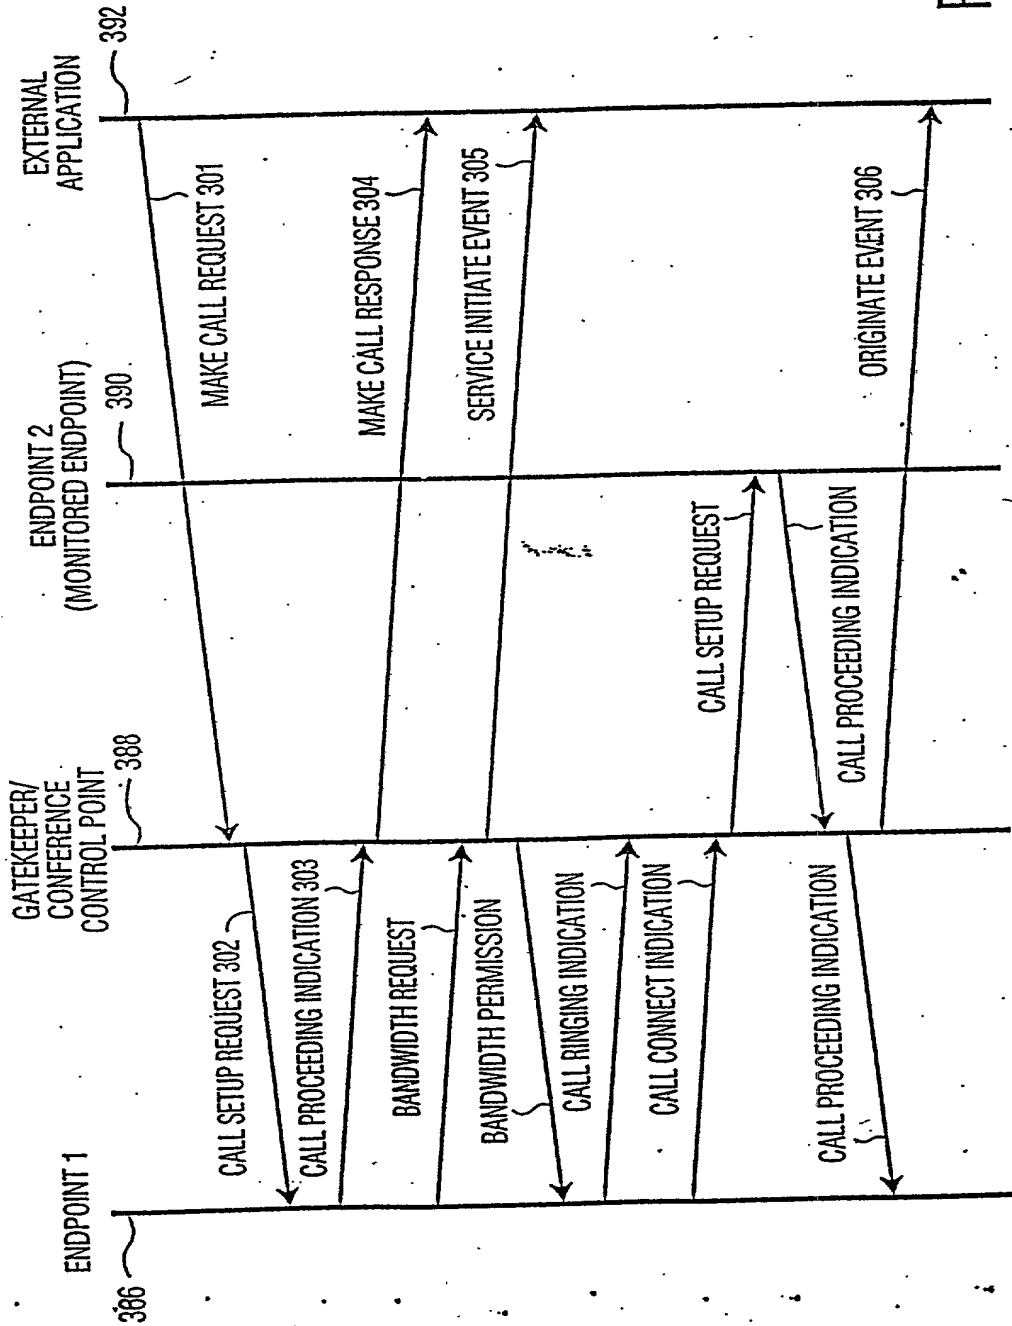 ENDPOINT 1
386
GATEKEEPER/
CONFERENCE
CONTROL POINT
388
ENDPOINT 2
(MONITORED ENDPOINT)
390
EXTERNAL
APPLICATION
392
MAKE CALL REQUEST 301
CALL SETUP REQUEST 302
CALL PROCEEDING INDICATION 303
MAKE CALL RESPONSE 304
BANDWIDTH REQUEST
SERVICE INITIATE EVENT 305
BANDWIDTH PERMISSION
CALL RINGING INDICATION
CALL CONNECT INDICATION
CALL SETUP REQUEST
CALL PROCEEDING INDICATION
CALL PROCEEDING INDICATION
ORIGINATE EVENT 306